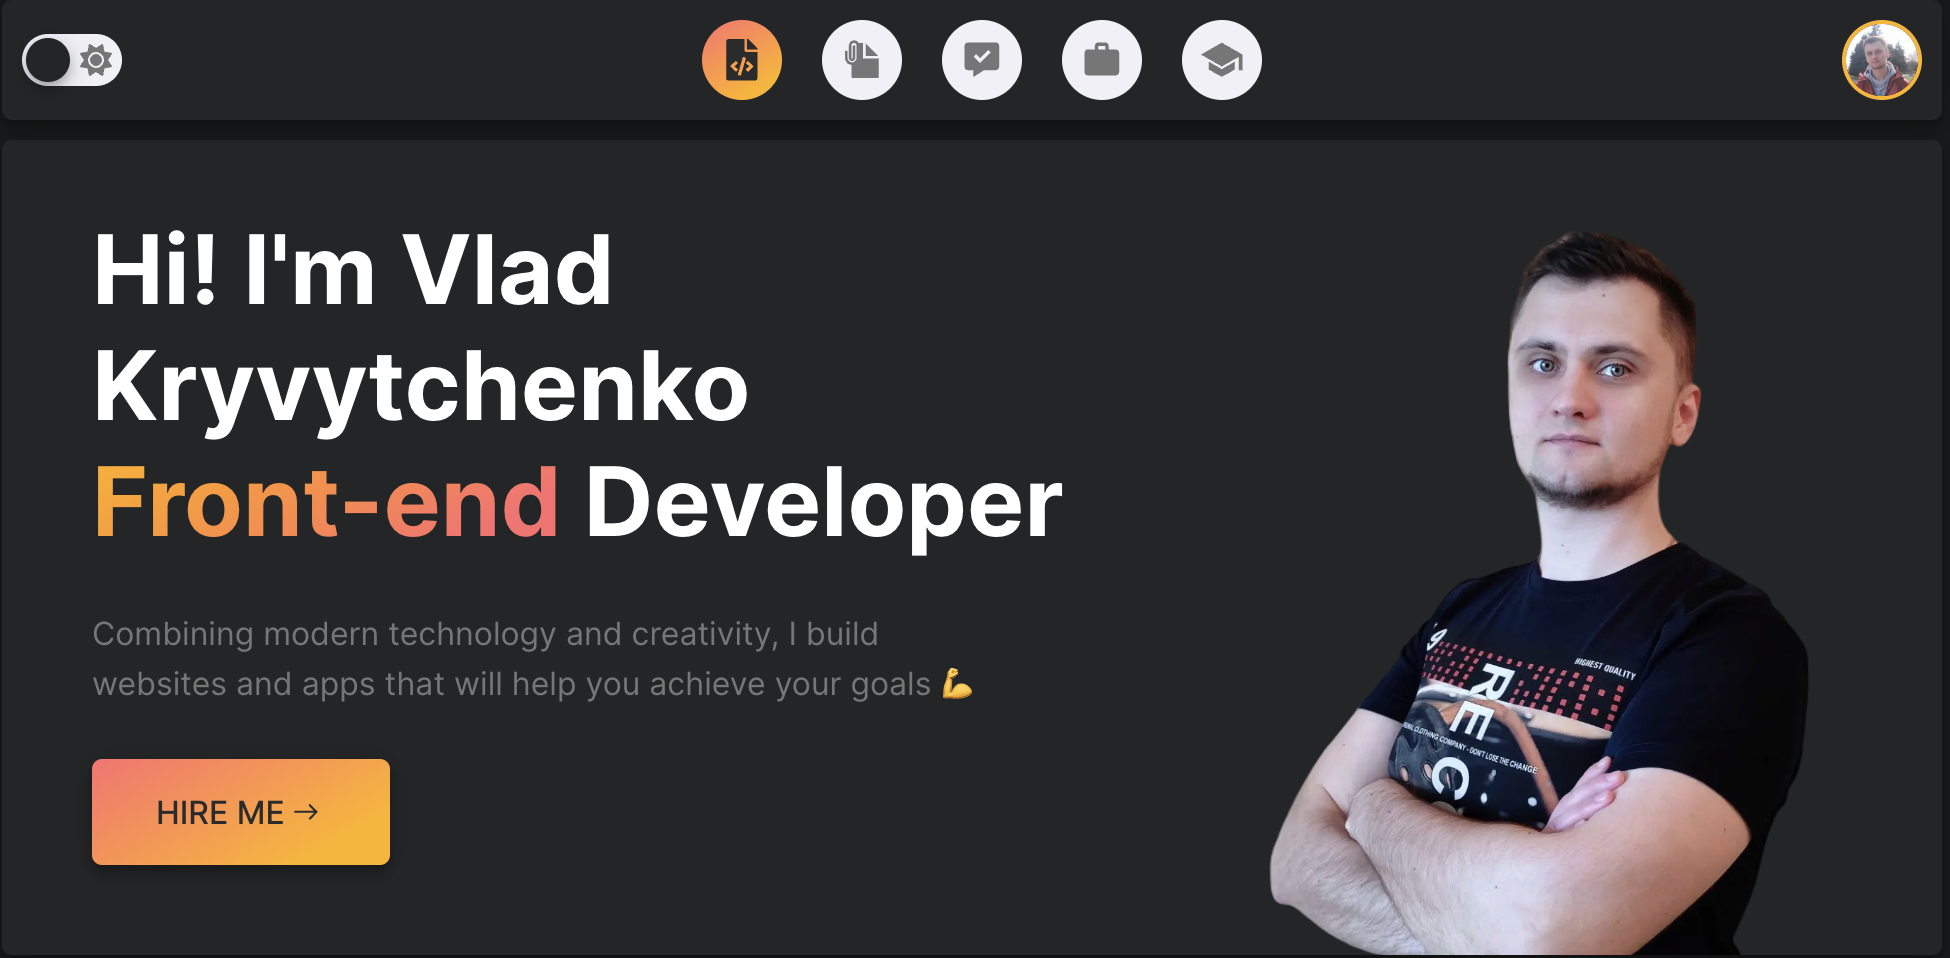 Hi! I'm Vlad
Kryvytchenko
Front-end Developer
Combining modern technology and creativity, I build
websites and apps that will help you achieve your goals 💪
HIRE ME →
HIGHEST QUALITY
RE
CLOTHING COMPANY - DON'T LOSE THE CHANGE
C